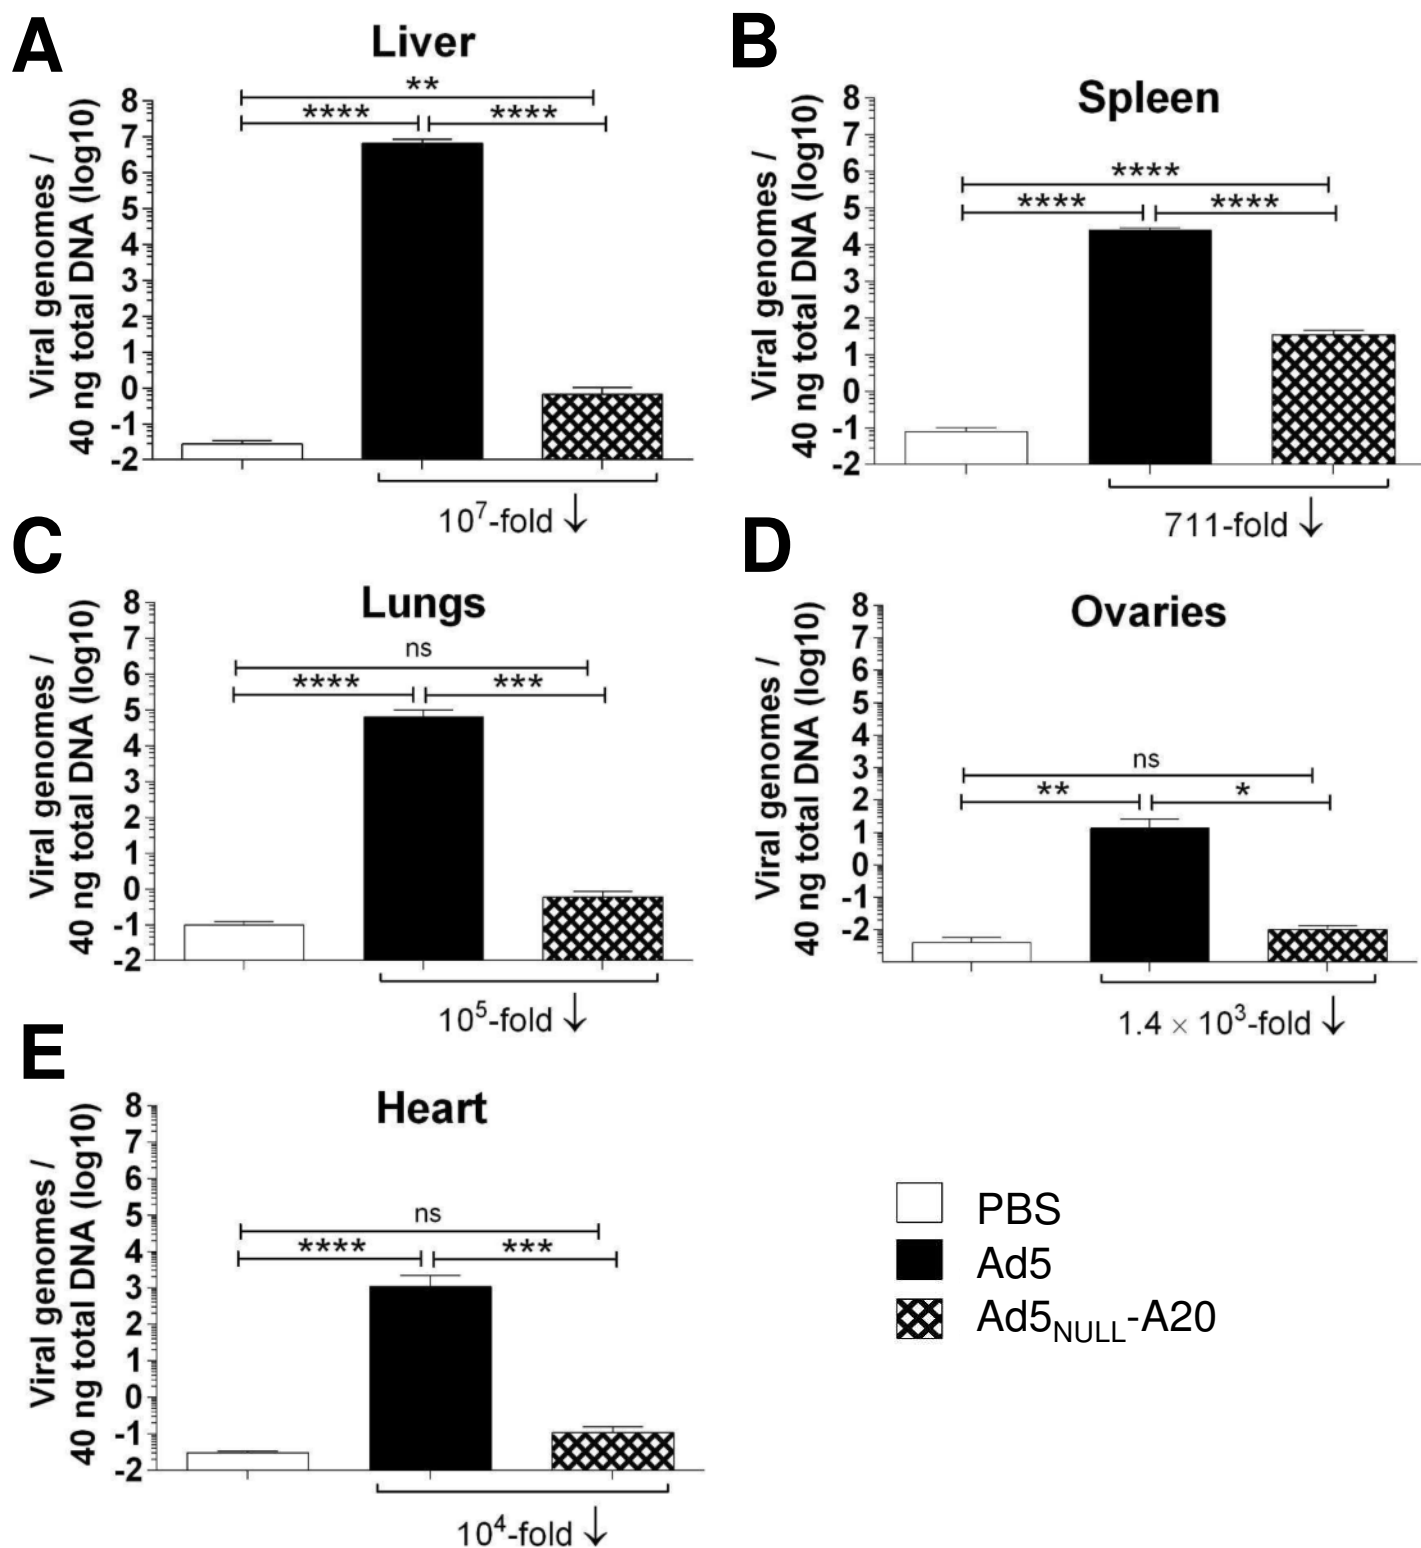 A
Liver
Viral genomes /
40 ng total DNA (log10)
8
7
6
5
4
3
2
1
0
-1
-2
**
****
****
10⁷-fold ↓
B
Spleen
Viral genomes /
40 ng total DNA (log10)
8
7
6
5
4
3
2
1
0
-1
-2
****
****
****
711-fold ↓
C
Lungs
Viral genomes /
40 ng total DNA (log10)
8
7
6
5
4
3
2
1
0
-1
-2
ns
****
***
10⁵-fold ↓
D
Ovaries
Viral genomes /
40 ng total DNA (log10)
8
7
6
5
4
3
2
1
0
-1
-2
ns
**
*
1.4 × 10³-fold ↓
E
Heart
Viral genomes /
40 ng total DNA (log10)
8
7
6
5
4
3
2
1
0
-1
-2
ns
****
***
10⁴-fold ↓
PBS
Ad5
Ad5NULL-A20